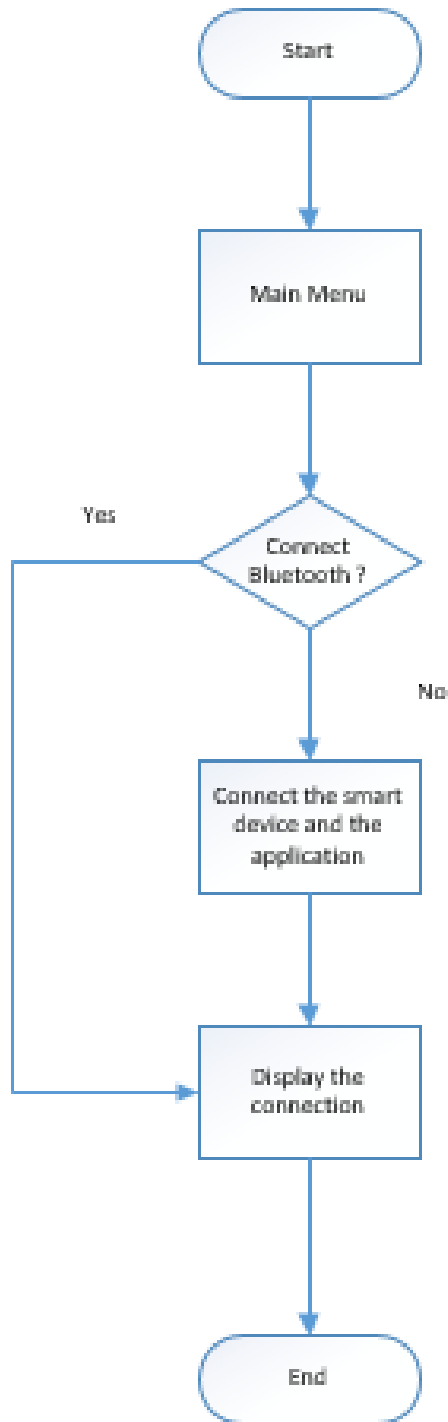 Start
Main Menu
Yes
Connect
Bluetooth ?
No
Connect the smart
device and the
application
Display the
connection
End